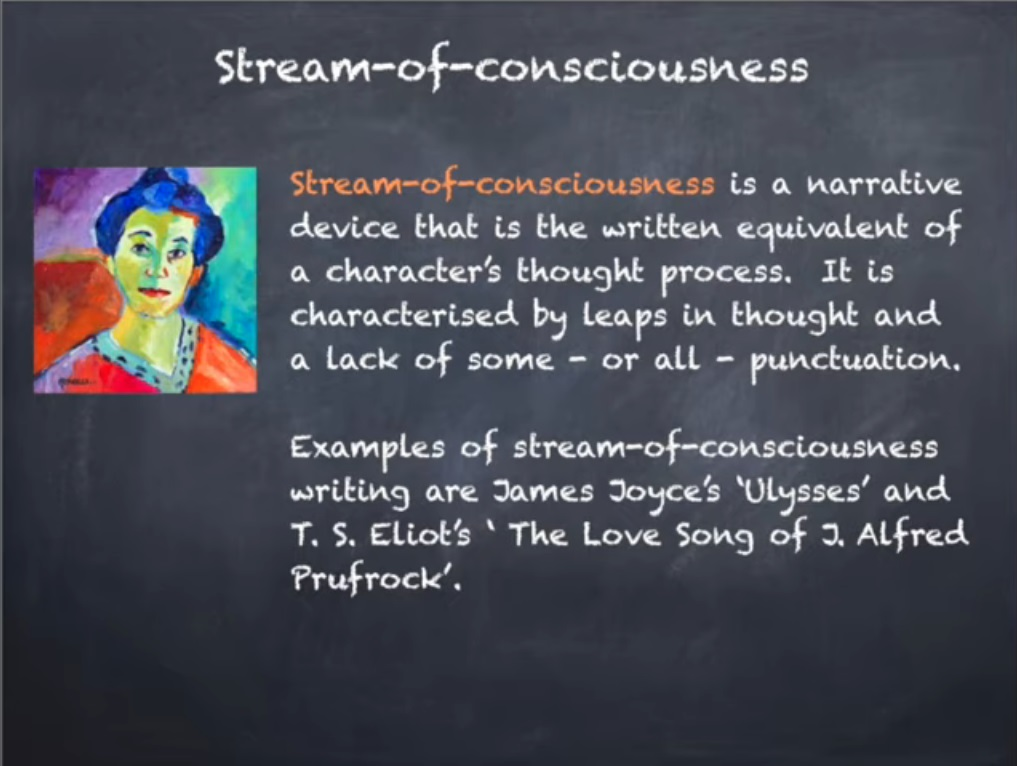 Stream-of-consciousness
Stream-of-consciousness is a narrative
device that is the written equivalent of
a character's thought process. It is
characterised by leaps in thought and
a lack of some - or all - punctuation.
Examples of stream-of-consciousness
writing are James Joyce's 'Ulysses' and
T. S. Eliot's ' The Love Song of J. Alfred
Prufrock'.